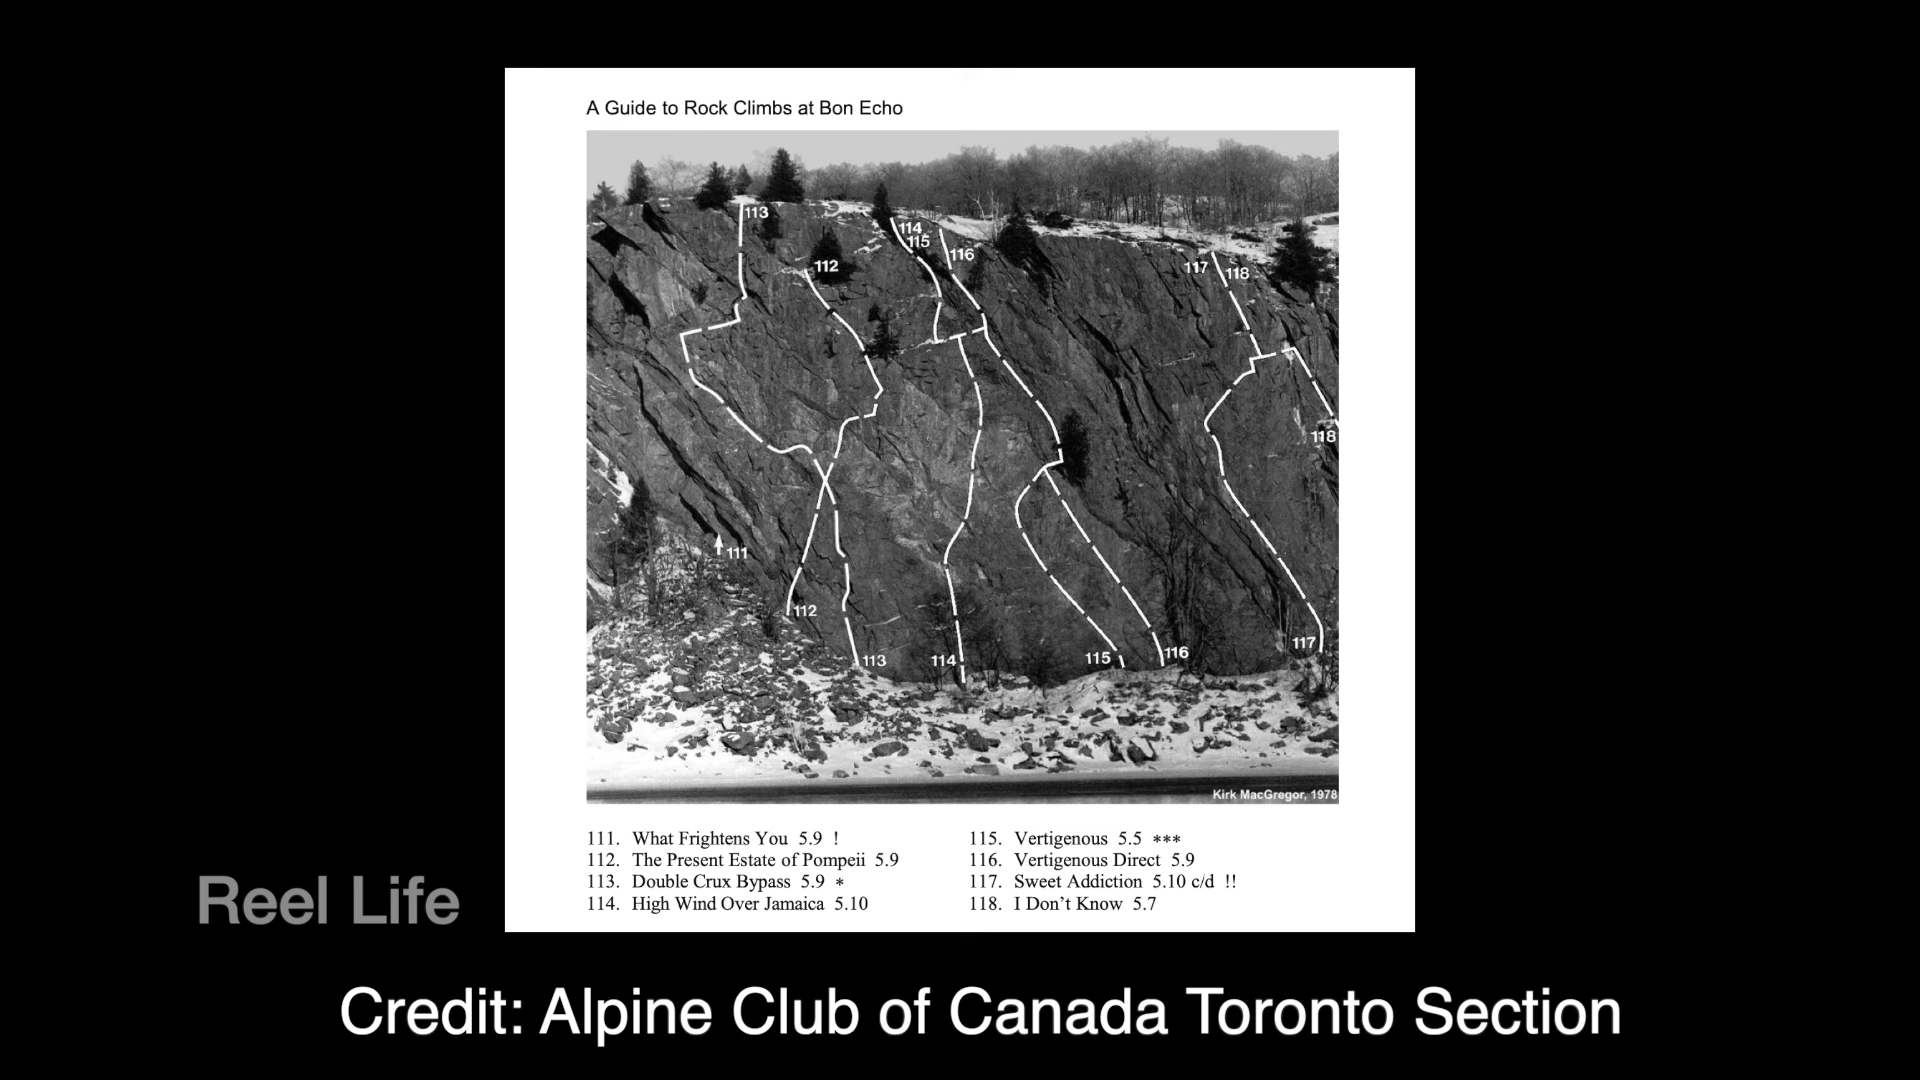 A Guide to Rock Climbs at Bon Echo
113
114
115
116
112
117
118
118
111
112
113
114
115
116
117
Kirk MacGregor, 1978
111. What Frightens You 5.9 !
112. The Present Estate of Pompeii 5.9
113. Double Crux Bypass 5.9 *
114. High Wind Over Jamaica 5.10
115. Vertigenous 5.5 ***
116. Vertigenous Direct 5.9
117. Sweet Addiction 5.10 c/d !!
118. I Don't Know 5.7
Reel Life
Credit: Alpine Club of Canada Toronto Section